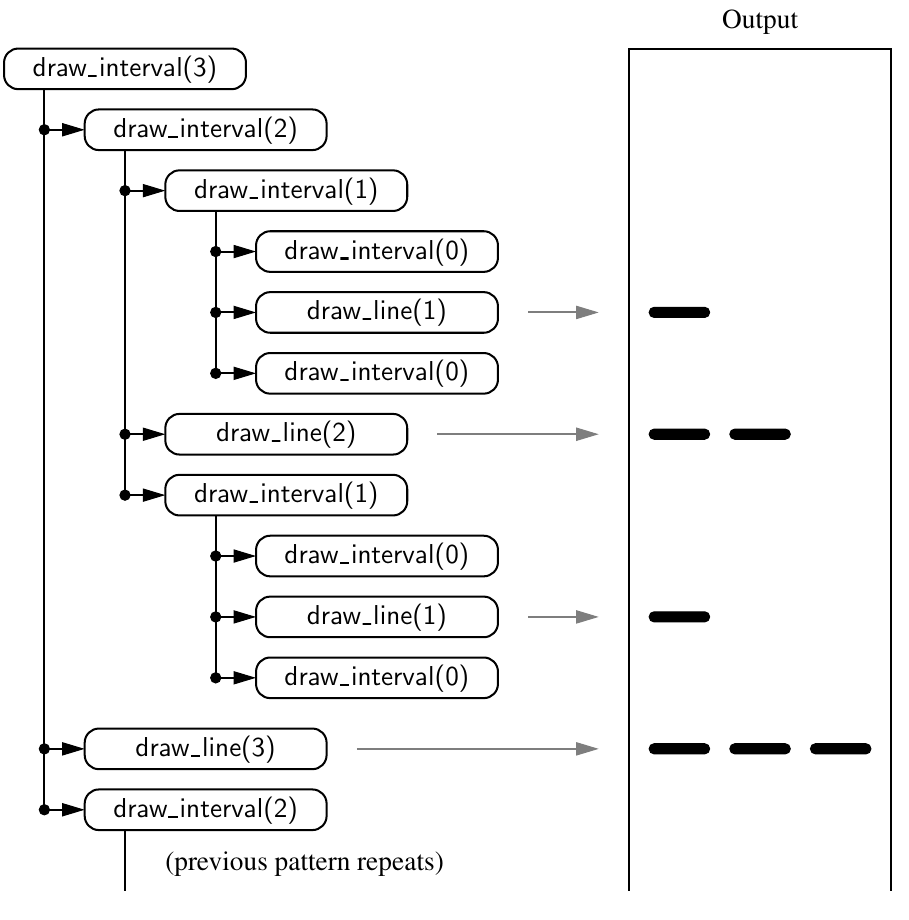 Output
draw_interval(3)
draw_interval(2)
draw_interval(1)
draw_interval(0)
draw_line(1)
draw_interval(0)
draw_line(2)
draw_interval(1)
draw_interval(0)
draw_line(1)
draw_interval(0)
draw_line(3)
draw_interval(2)
(previous pattern repeats)